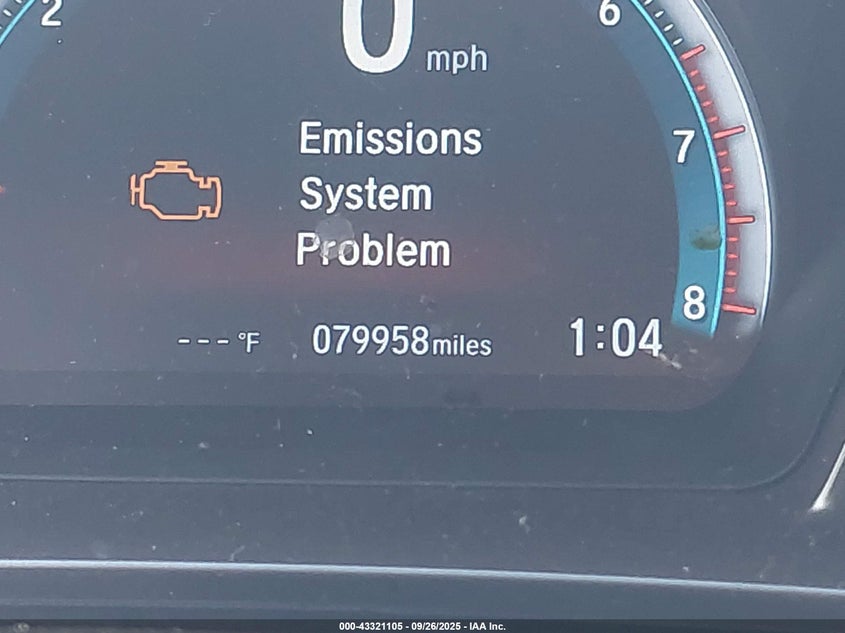 2
6
0 mph
7
Emissions
System
Problem
8
---°F 079958miles 1:04
000-43321105 - 09/26/2025 - IAA Inc.